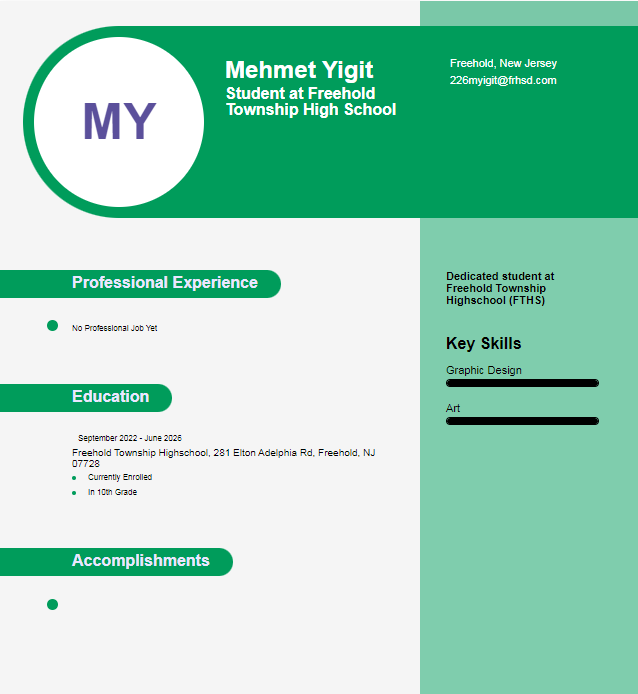 MY
Mehmet Yigit
Student at Freehold
Township High School
Freehold, New Jersey
226myigit@frhsd.com
Professional Experience
No Professional Job Yet
Education
September 2022 - June 2026
Freehold Township Highschool, 281 Elton Adelphia Rd, Freehold, NJ
07728
Currently Enrolled
In 10th Grade
Accomplishments
Dedicated student at
Freehold Township
Highschool (FTHS)
Key Skills
Graphic Design
Art